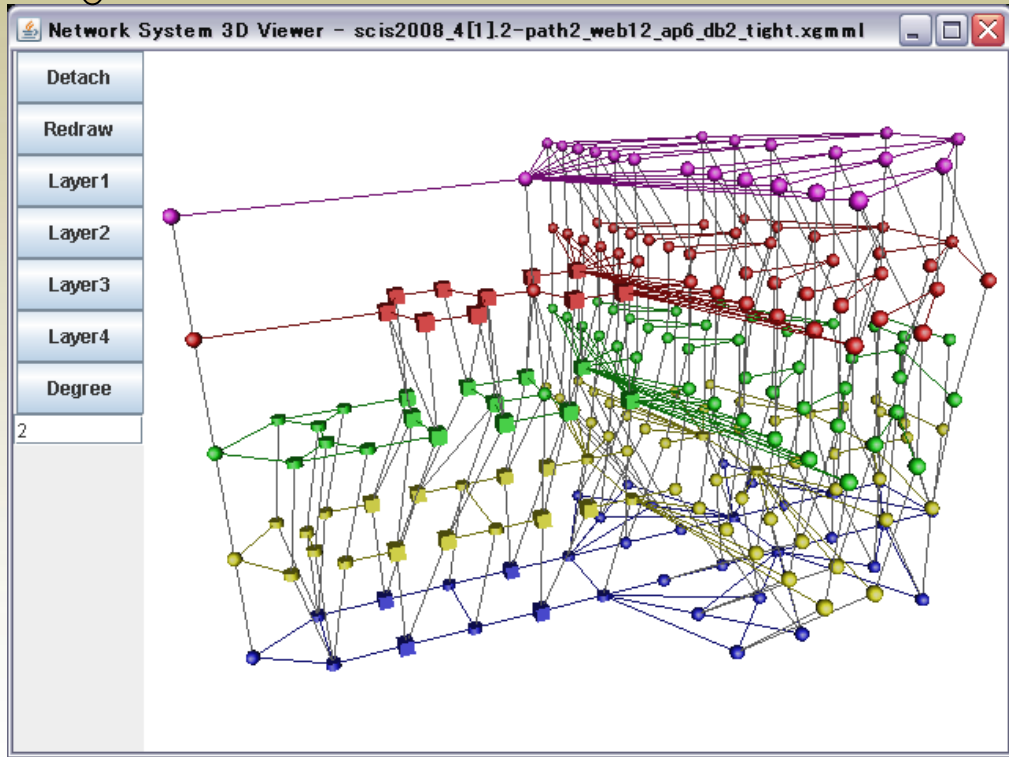 Network System 3D Viewer - scis2008_4[1].2-path2_web12_ap6_db2_tight.xgmml
Detach
Redraw
Layer1
Layer2
Layer3
Layer4
Degree
2